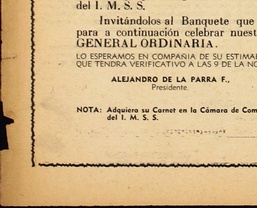 del I. M. S. S.
Invitándolos al Banquete que
para a continuación celebrar nuest
GENERAL ORDINARIA.
LO ESPERAMOS EN COMPAÑIA DE SU ESTIMA
QUE TENDRA VERIFICATIVO A LAS 9 DE LA NO
ALEJANDRO DE LA PARRA F.,
Presidente.
NOTA: Adquiera su Carnet en la Cámara de Com
del I. M. S. S.